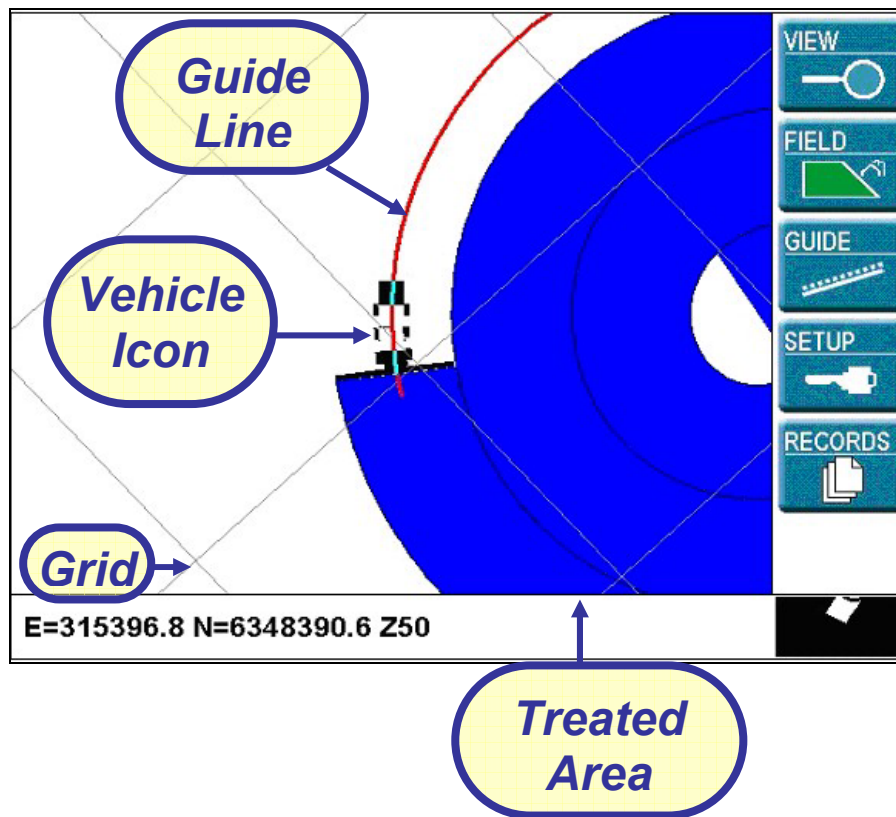 Guide
Line
Vehicle
Icon
Grid
VIEW
FIELD
GUIDE
SETUP
RECORDS
E=315396.8 N=6348390.6 Z50
Treated
Area